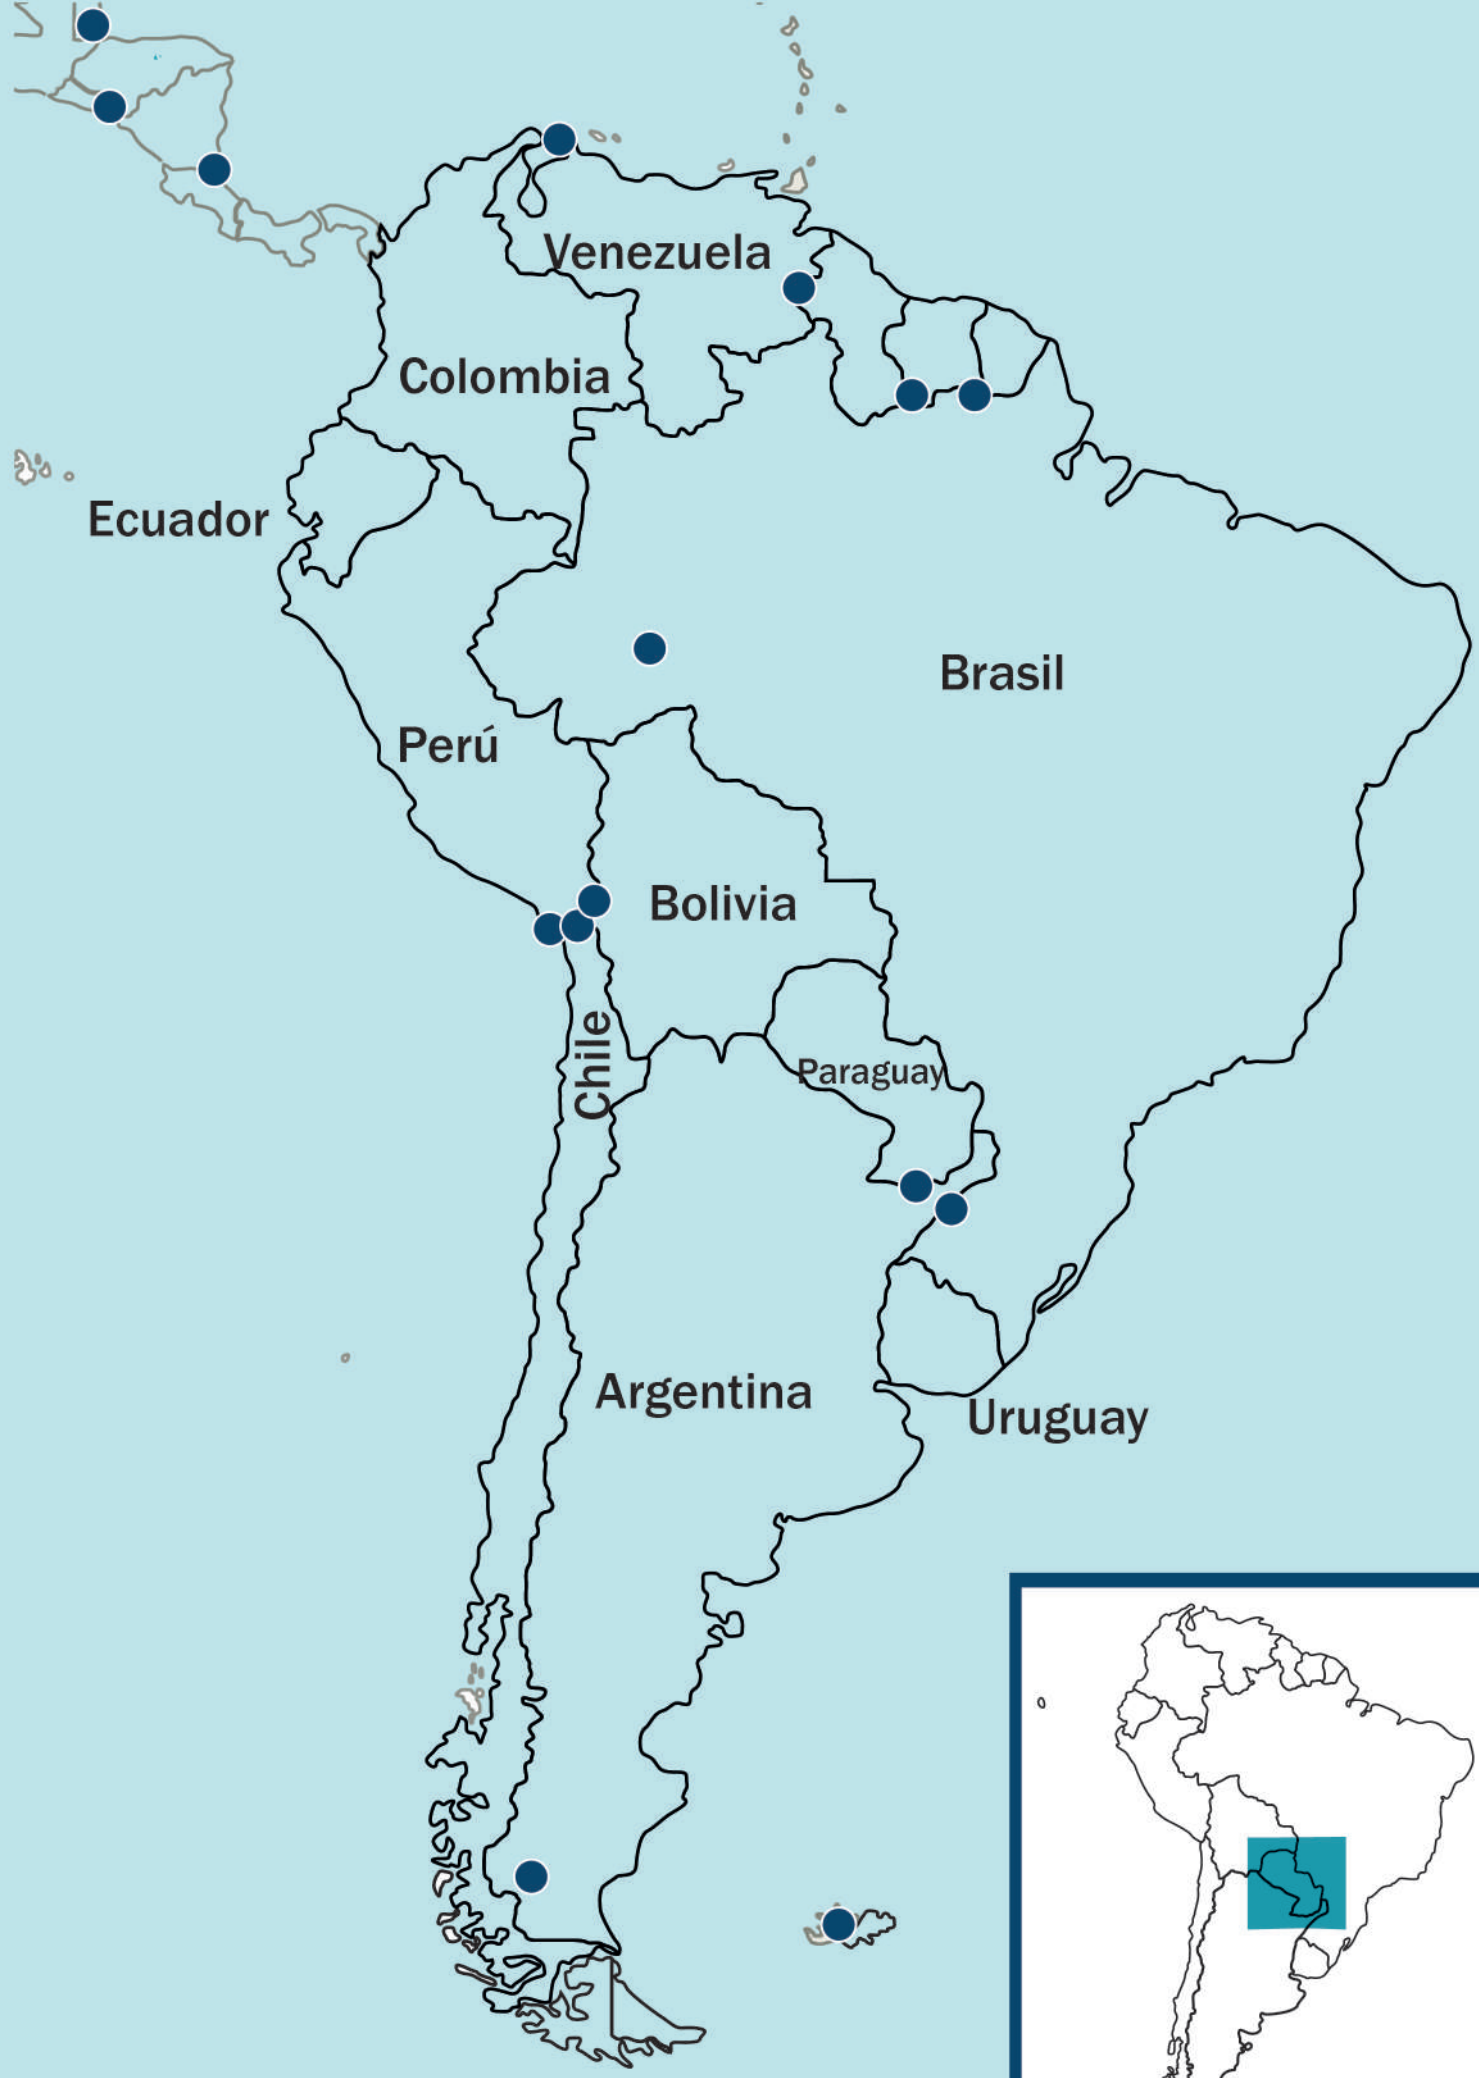 Venezuela
Colombia
Ecuador
Brasil
Perú
Bolivia
Chile
Paraguay
Argentina
Uruguay